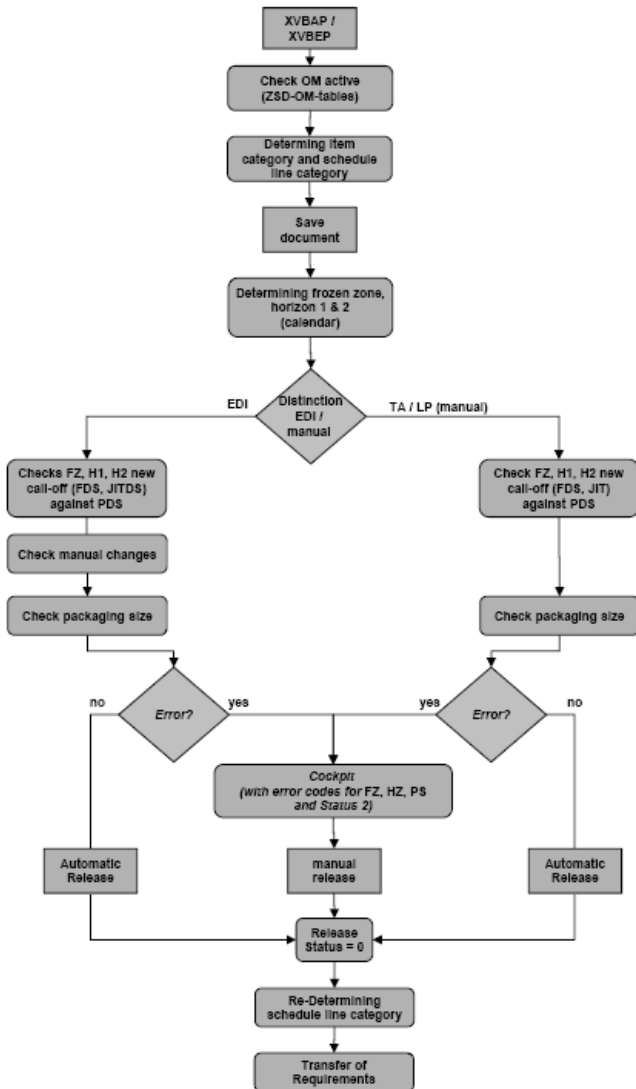 XVBAP /
XVBEP
Check OM active
(ZSD-OM-tables)
Determing item
category and schedule
line category
Save
document
Determining frozen zone,
horizon 1 & 2
(calendar)
Distinction
EDI /
manual
EDI
TA / LP (manual)
Checks FZ, H1, H2 new
call-off (FDS, JITDS)
against PDS
Check FZ, H1, H2 new
call-off (FDS, JIT)
against PDS
Check manual changes
Check packaging size
Check packaging size
no
Error?
yes
yes
Error?
no
Cockpit
(with error codes for FZ, HZ, PS
and Status 2)
Automatic
Release
manual
release
Automatic
Release
Release
Status = 0
Re-Determining
schedule line category
Transfer of
Requirements